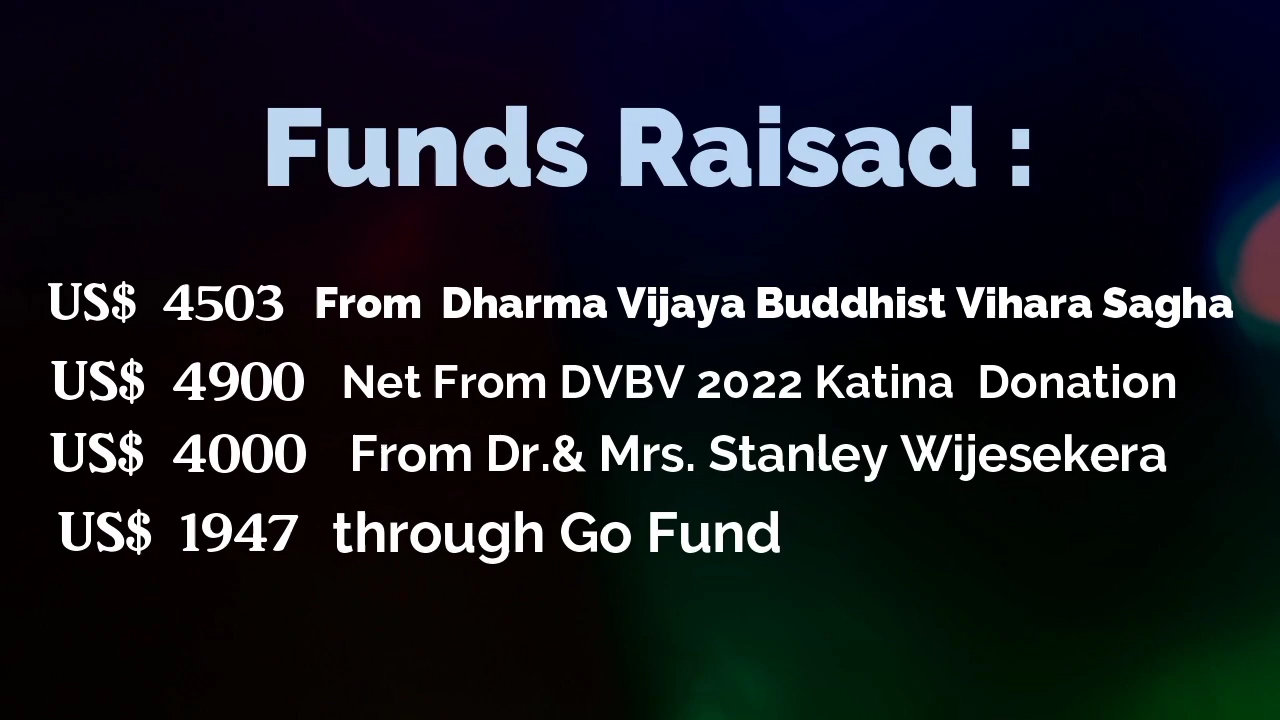 Funds Raisad :
US$ 4503 From Dharma Vijaya Buddhist Vihara Sagha
US$ 4900 Net From DVBV 2022 Katina Donation
US$ 4000 From Dr.& Mrs. Stanley Wijesekera
US$ 1947 through Go Fund